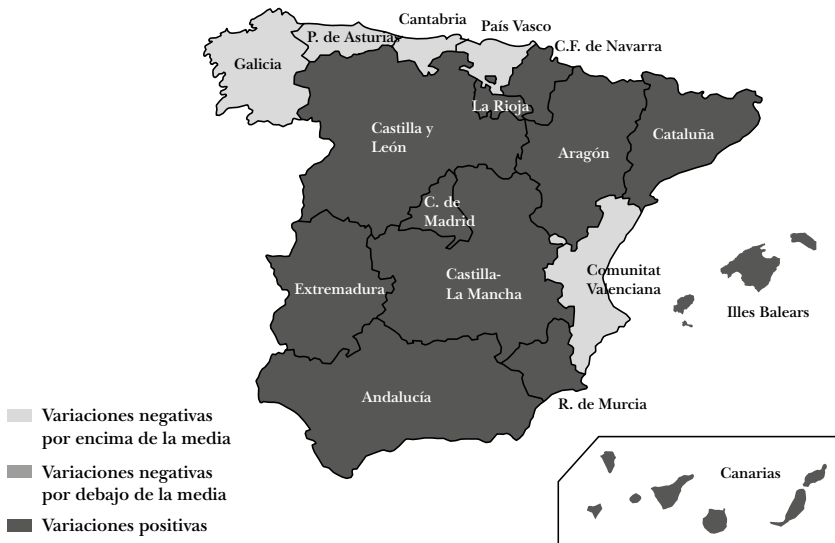 Cantabria
País Vasco
P. de Asturias
C.F. de Navarra
Galicia
La Rioja
Castilla y
León
Cataluña
Aragón
C. de
Madrid
Comunitat
Valenciana
Castilla-
La Mancha
Extremadura
Illes Balears
Andalucía
R. de Murcia
Variaciones negativas
por encima de la media
Variaciones negativas
por debajo de la media
Variaciones positivas
Canarias